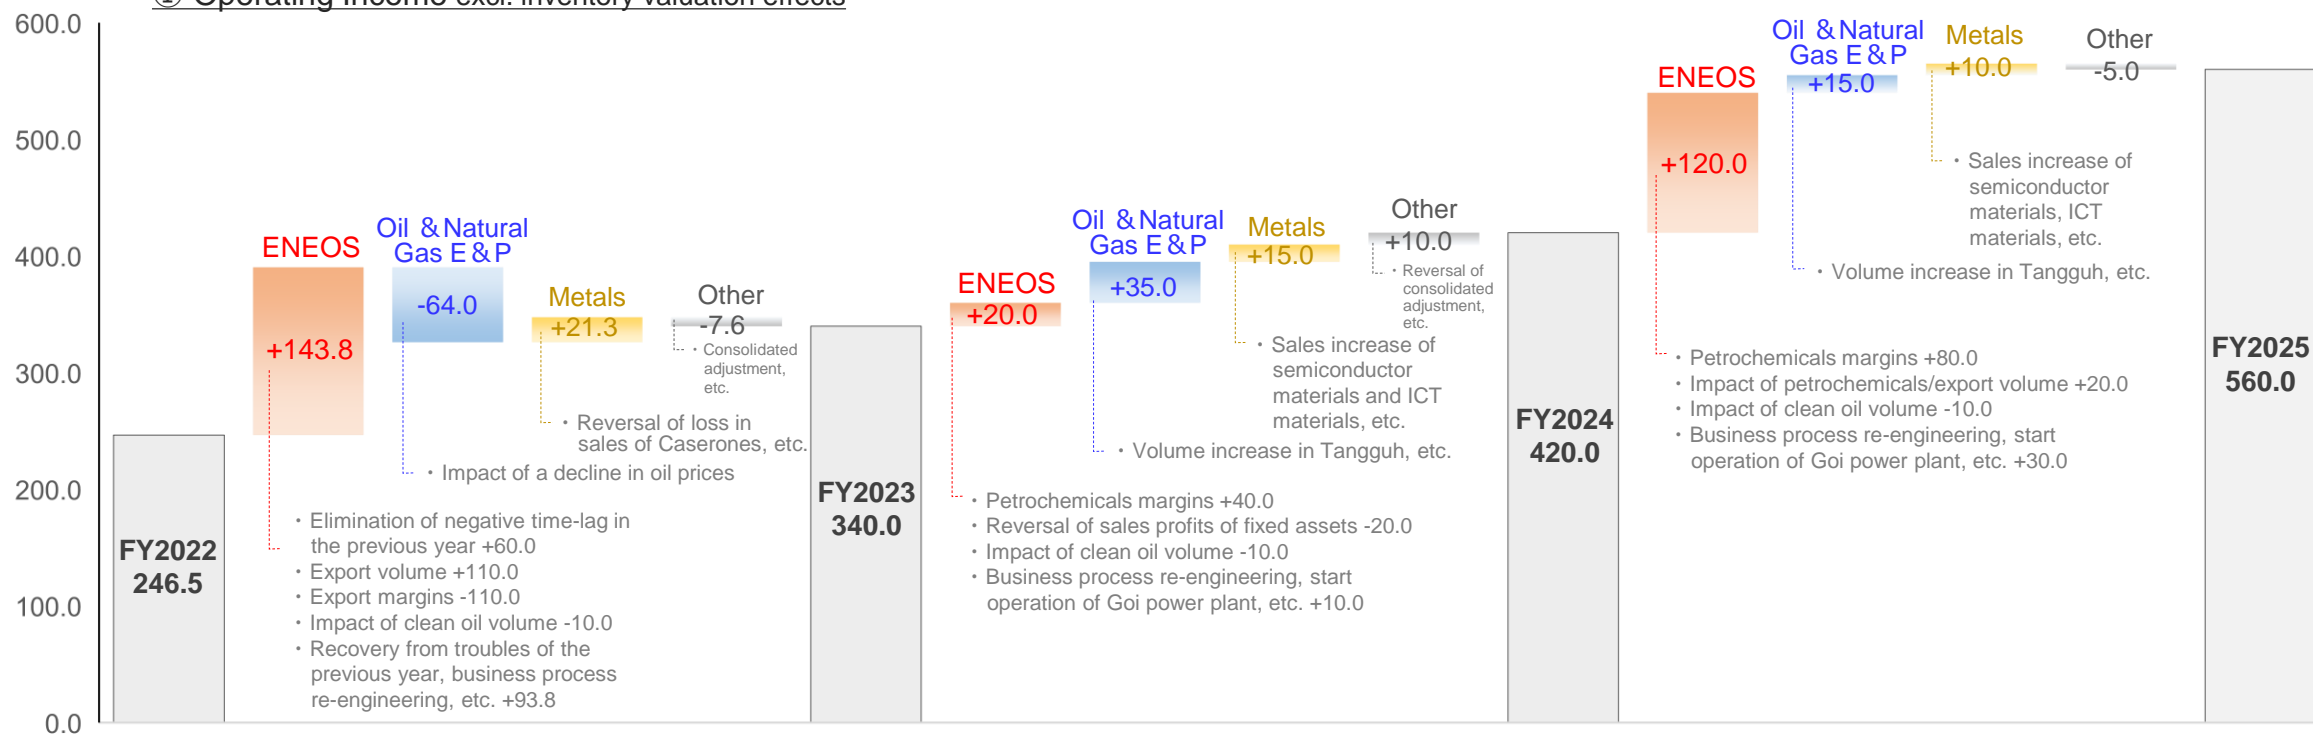 ① Operating Income excl. inventory valuation effects
600.0
500.0
400.0
300.0
200.0
100.0
0.0
FY2022
246.5
ENEOS
+143.8
・Elimination of negative time-lag in
the previous year +60.0
・Export volume +110.0
・Export margins -110.0
・Impact of clean oil volume -10.0
・Recovery from troubles of the
previous year, business process
re-engineering, etc. +93.8
Oil & Natural
Gas E & P
-64.0
・Impact of a decline in oil prices
Metals
+21.3
・Reversal of loss in
sales of Caserones, etc.
Other
-7.6
・Consolidated
adjustment,
etc.
FY2023
340.0
ENEOS
+20.0
・Petrochemicals margins +40.0
・Reversal of sales profits of fixed assets -20.0
・Impact of clean oil volume -10.0
・Business process re-engineering, start
operation of Goi power plant, etc. +10.0
Oil & Natural
Gas E & P
+35.0
・Volume increase in Tangguh, etc.
Metals
+15.0
・Sales increase of
semiconductor
materials and ICT
materials, etc.
Other
+10.0
・Reversal of
consolidated
adjustment,
etc.
FY2024
420.0
ENEOS
+120.0
・Petrochemicals margins +80.0
・Impact of petrochemicals/export volume +20.0
・Impact of clean oil volume -10.0
・Business process re-engineering, start
operation of Goi power plant, etc. +30.0
Oil & Natural
Gas E & P
+15.0
・Volume increase in Tangguh, etc.
Metals
+10.0
・Sales increase of
semiconductor
materials, ICT
materials, etc.
Other
-5.0
FY2025
560.0